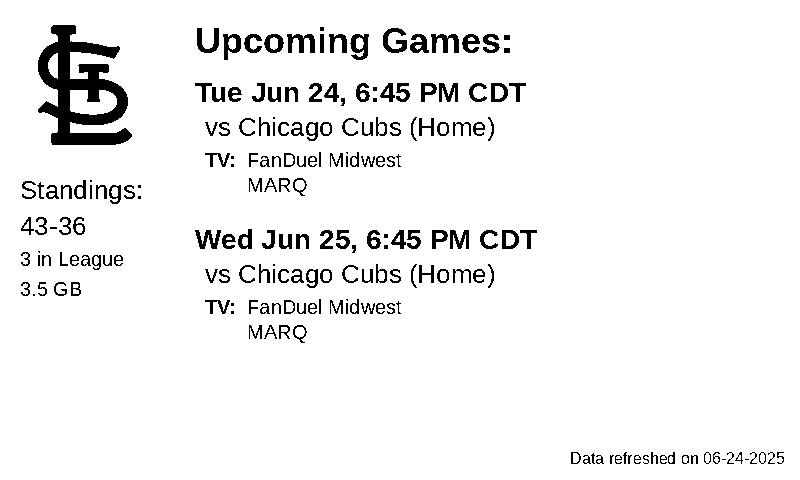 STL
Standings:
43-36
3 in League
3.5 GB
Upcoming Games:
Tue Jun 24, 6:45 PM CDT
vs Chicago Cubs (Home)
TV: FanDuel Midwest
MARQ
Wed Jun 25, 6:45 PM CDT
vs Chicago Cubs (Home)
TV: FanDuel Midwest
MARQ
Data refreshed on 06-24-2025